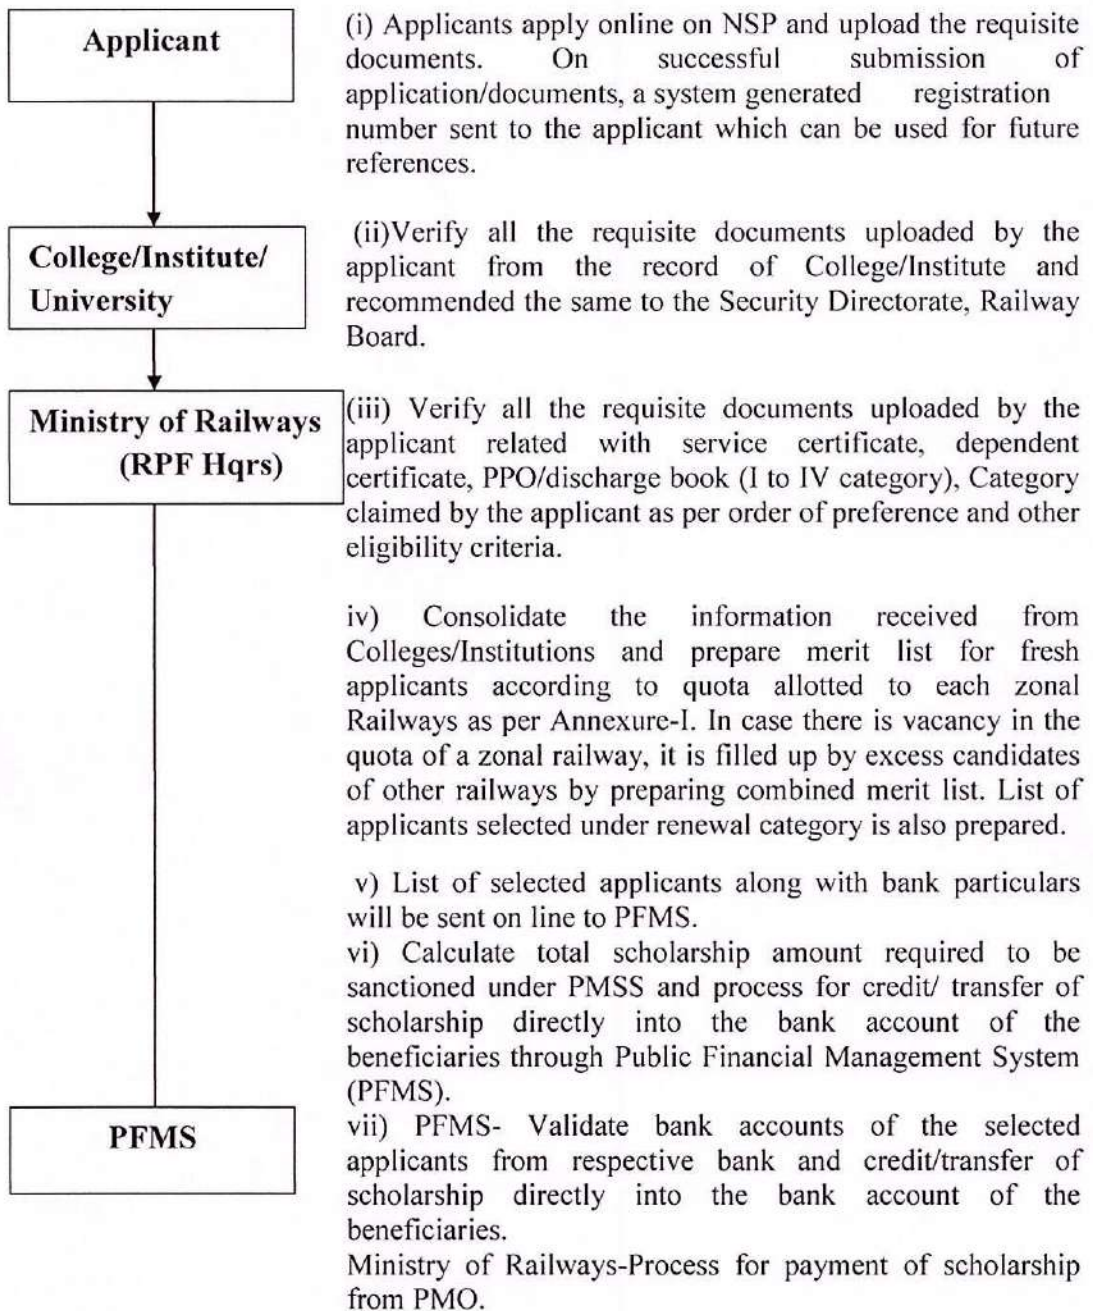 Applicant
(i) Applicants apply online on NSP and upload the requisite
documents. On successful submission of
application/documents, a system generated registration
number sent to the applicant which can be used for future
references.
College/Institute/
University
(ii)Verify all the requisite documents uploaded by the
applicant from the record of College/Institute and
recommended the same to the Security Directorate, Railway
Board.
Ministry of Railways
(RPF Hqrs)
(iii) Verify all the requisite documents uploaded by the
applicant related with service certificate, dependent
certificate, PPO/discharge book (I to IV category), Category
claimed by the applicant as per order of preference and other
eligibility criteria.
iv) Consolidate the information received from
Colleges/Institutions and prepare merit list for fresh
applicants according to quota allotted to each zonal
Railways as per Annexure-I. In case there is vacancy in the
quota of a zonal railway, it is filled up by excess candidates
of other railways by preparing combined merit list. List of
applicants selected under renewal category is also prepared.
v) List of selected applicants along with bank particulars
will be sent on line to PFMS.
vi) Calculate total scholarship amount required to be
sanctioned under PMSS and process for credit/ transfer of
scholarship directly into the bank account of the
beneficiaries through Public Financial Management System
(PFMS).
PFMS
vii) PFMS- Validate bank accounts of the selected
applicants from respective bank and credit/transfer of
scholarship directly into the bank account of the
beneficiaries.
Ministry of Railways-Process for payment of scholarship
from PMO.